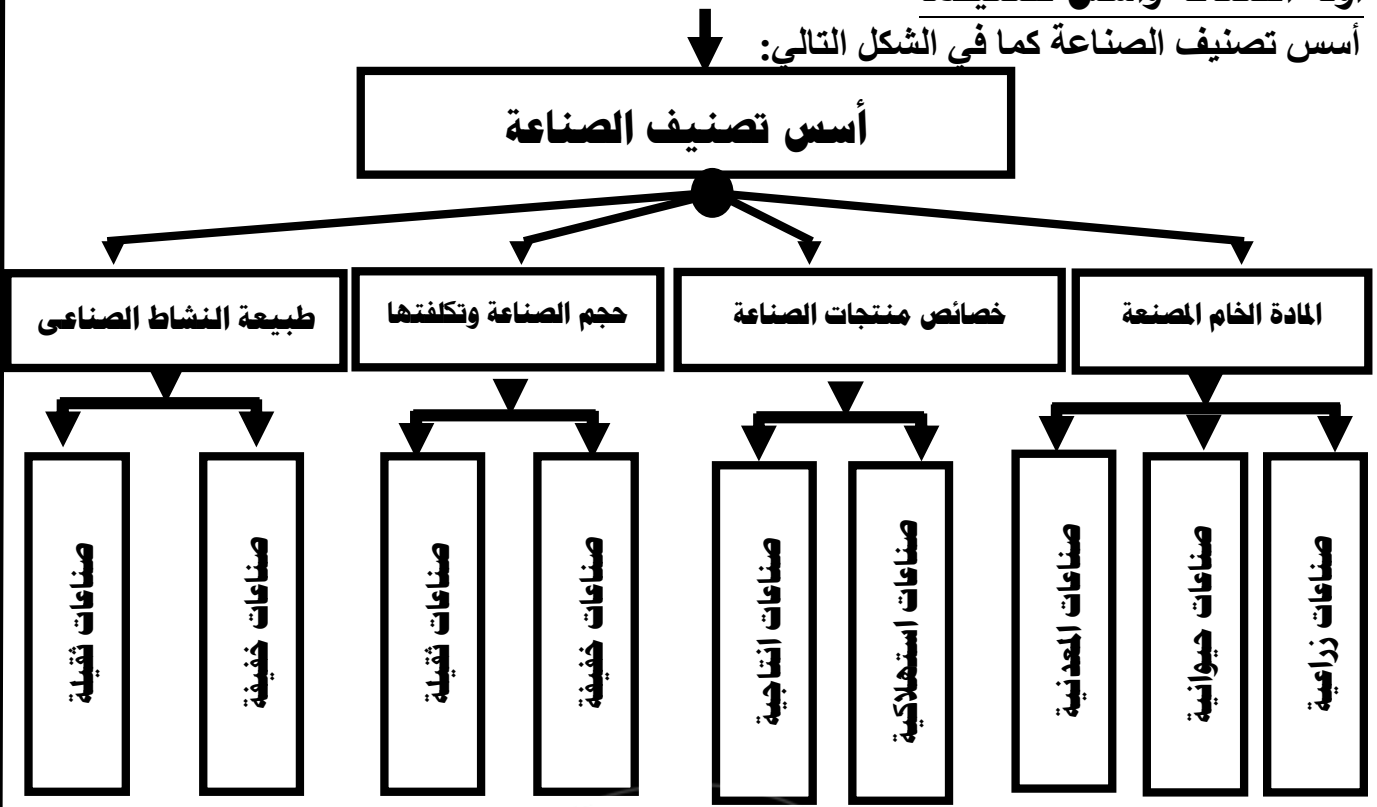 أسس تصنيف الصناعة كما في الشكل التالي:
أسس تصنيف الصناعة
المادة الخام المصنعة
خصائص منتجات الصناعة
حجم الصناعة وتكلفتها
طبيعة النشاط الصناعى
صناعات زراعية
صناعات حيوانية
صناعات المعدنية
صناعات استهلاكية
صناعات انتاجية
صناعات خفيفة
صناعات ثقيلة
صناعات خفيفة
صناعات ثقيلة